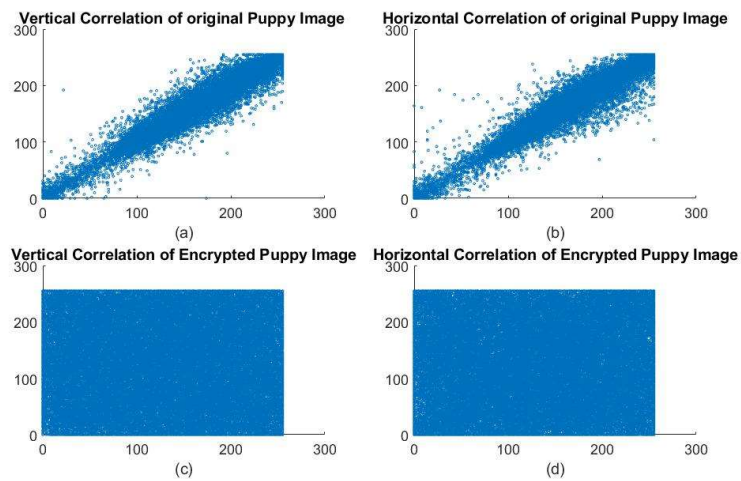 Vertical Correlation of original Puppy Image
300
200
100
0
0 100 200 300
(a)
Horizontal Correlation of original Puppy Image
300
200
100
0
0 100 200 300
(b)
Vertical Correlation of Encrypted Puppy Image
300
200
100
0
0 100 200 300
(c)
Horizontal Correlation of Encrypted Puppy Image
300
200
100
0
0 100 200 300
(d)